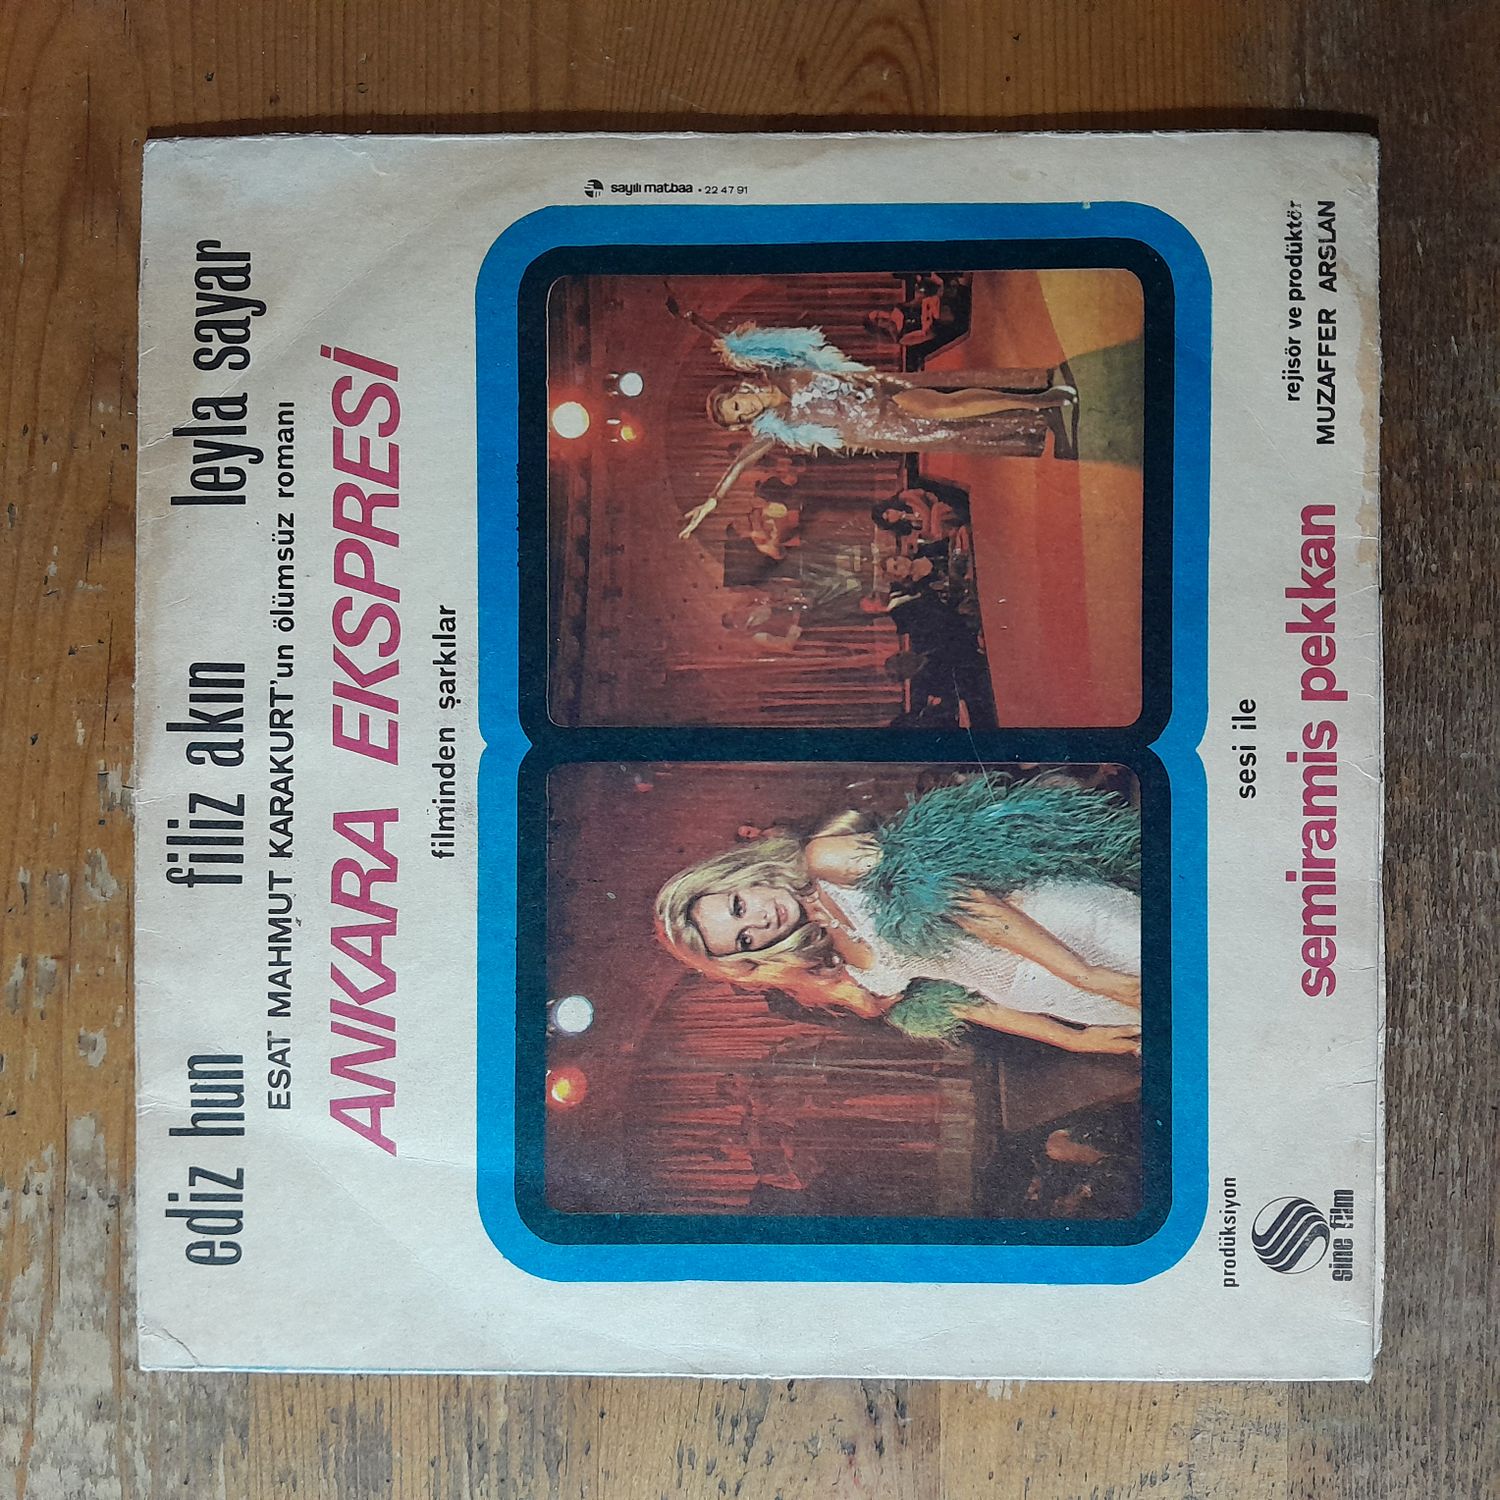 ediz hun filiz akın leyla sayar
ESAT MAHMUT KARAKURT'un ölümsüz romanı
ANKARA EKSPRESİ
filminden şarkılar
sayılı matbaa • 22 47 91
prodüksiyon
sine film
sesi ile
semiramis pekkan
rejisör ve prodüktör
MUZAFFER ARSLAN